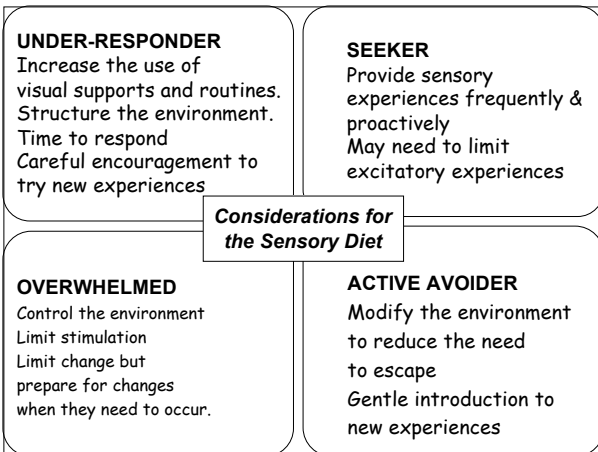 UNDER-RESPONDER
Increase the use of
visual supports and routines.
Structure the environment.
Time to respond
Careful encouragement to
try new experiences
SEEKER
Provide sensory
experiences frequently &
proactively
May need to limit
excitatory experiences
Considerations for
the Sensory Diet
OVERWHELMED
Control the environment
Limit stimulation
Limit change but
prepare for changes
when they need to occur.
ACTIVE AVOIDER
Modify the environment
to reduce the need
to escape
Gentle introduction to
new experiences